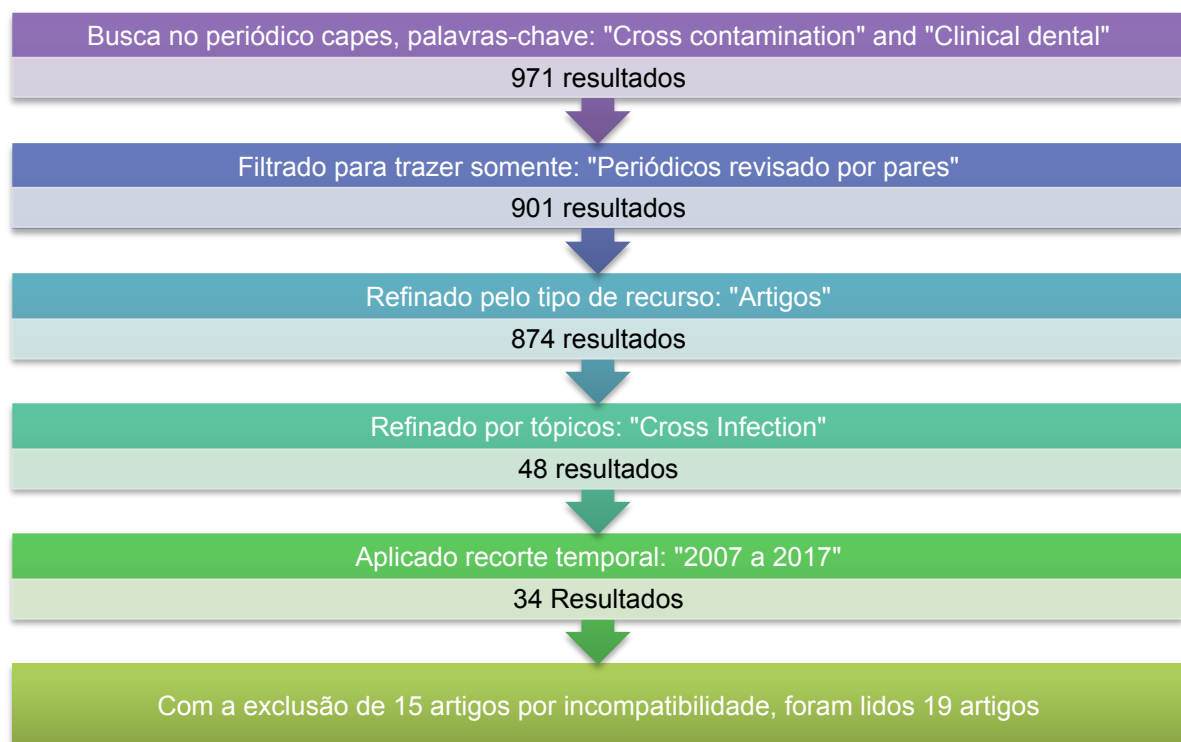 Busca no periódico capes, palavras-chave: "Cross contamination" and "Clinical dental"
971 resultados
Filtrado para trazer somente: "Periódicos revisado por pares"
901 resultados
Refinado pelo tipo de recurso: "Artigos"
874 resultados
Refinado por tópicos: "Cross Infection"
48 resultados
Aplicado recorte temporal: "2007 a 2017"
34 Resultados
Com a exclusão de 15 artigos por incompatibilidade, foram lidos 19 artigos